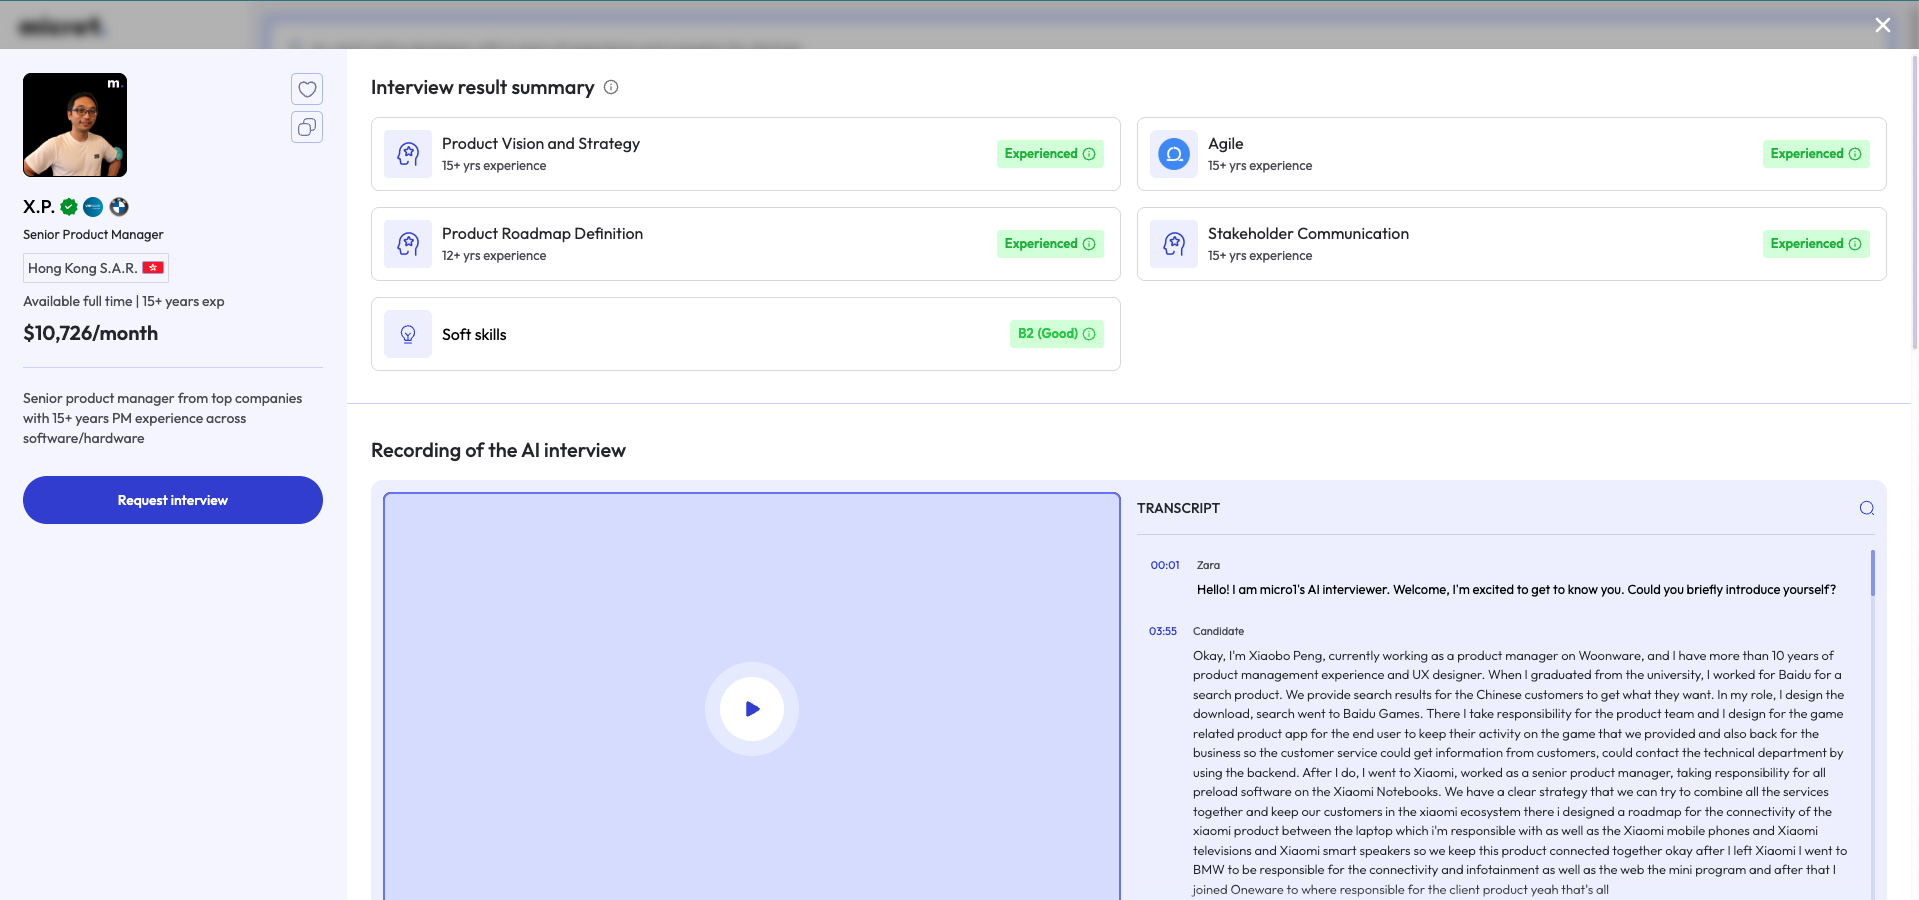 micro1.
m.
X.P.
Senior Product Manager
Hong Kong S.A.R.
Available full time | 15+ years exp
$10,726/month
Senior product manager from top companies
with 15+ years PM experience across
software/hardware
Request interview
Interview result summary
Product Vision and Strategy
15+ yrs experience
Experienced
Agile
15+ yrs experience
Experienced
Product Roadmap Definition
12+ yrs experience
Experienced
Stakeholder Communication
15+ yrs experience
Experienced
Soft skills
B2 (Good)
Recording of the AI interview
TRANSCRIPT
00:01 Zara
Hello! I am micro1's AI interviewer. Welcome, I'm excited to get to know you. Could you briefly introduce yourself?
03:55 Candidate
Okay, I'm Xiaobo Peng, currently working as a product manager on Woonware, and I have more than 10 years of
product management experience and UX designer. When I graduated from the university, I worked for Baidu for a
search product. We provide search results for the Chinese customers to get what they want. In my role, I design the
download, search went to Baidu Games. There I take responsibility for the product team and I design for the game
related product app for the end user to keep their activity on the game that we provided and also back for the
business so the customer service could get information from customers, could contact the technical department by
using the backend. After I do, I went to Xiaomi, worked as a senior product manager, taking responsibility for all
preload software on the Xiaomi Notebooks. We have a clear strategy that we can try to combine all the services
together and keep our customers in the xiaomi ecosystem there i designed a roadmap for the connectivity of the
xiaomi product between the laptop which i'm responsible with as well as the Xiaomi mobile phones and Xiaomi
televisions and Xiaomi smart speakers so we keep this product connected together okay after I left Xiaomi I went to
BMW to be responsible for the connectivity and infotainment as well as the web the mini program and after that I
joined Oneware to where responsible for the client product yeah that's all